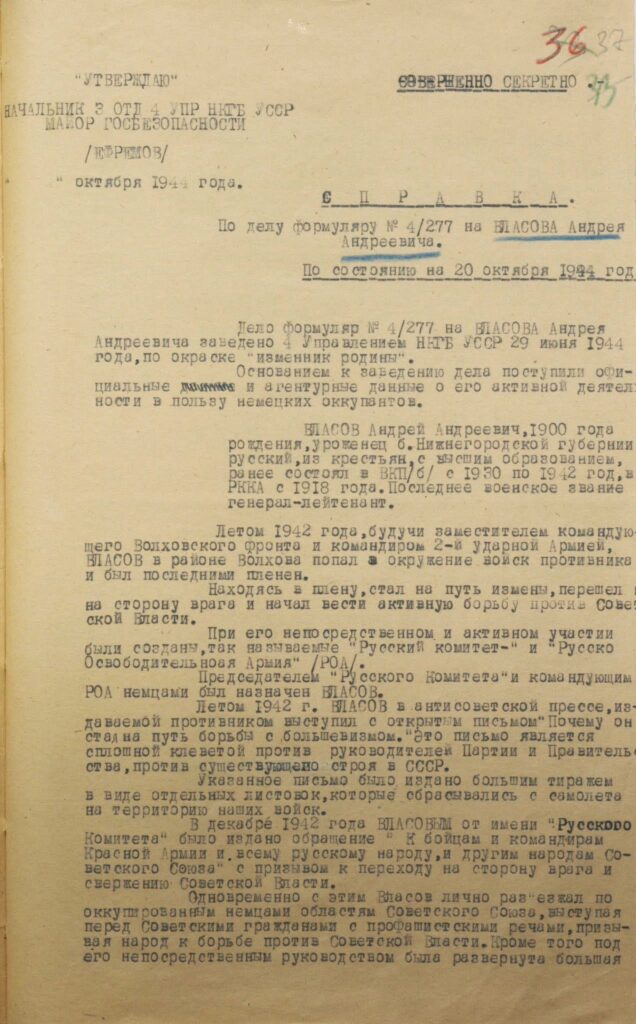 36 37
35
"УТВЕРЖДАЮ"
СОВЕРШЕННО СЕКРЕТНО.-
НАЧАЛЬНИК 3 ОТД 4 УПР НКГБ УССР
МАЙОР ГОСБЕЗОПАСНОСТИ
/ЕФРЕМОВ/
" октября 1944 года.
С П Р А В К А.
По делу формуляру № 4/277 на ВЛАСОВА Андрея
Андреевича.
По состоянию на 20 октября 1944 год
Дело формуляр № 4/277 на ВЛАСОВА Андрея
Андреевича заведено 4 Управлением НКГБ УССР 29 июня 1944
года,по окраске "изменник родины".
Основанием к заведению дела поступили офи-
циальные и агентурные данные о его активной деятел
ности в пользу немецких оккупантов.
ВЛАСОВ Андрей Андреевич,1900 года
рождения,уроженец б.Нижнегородской губернии
русский,из крестьян,с высшим образованием,
ранее состоял в ВКП/б/ с 1930 по 1942 год,в
РККА с 1918 года.Последнее военское звание
генерал-лейтенант.
Летом 1942 года,будучи заместителем командую-
щего Волховского фронта и командиром 2-й ударной Армией,
ВЛАСОВ в районе Волхова попал в окружение войск противника
и был последними пленен.
Находясь в плену,стал на путь измены,перешел
на сторону врага и начал вести активную борьбу против Совет
ской Власти.
При его непосредственном и активном участии
были созданы,так называемые "Русский комитет-" и "Русско
Освободительноая Армия" /РОА/.
Председателем "Русского Комитета"и командующим
РОА немцами был назначен ВЛАСОВ.
Летом 1942 г. ВЛАСОВ в антисоветской прессе,из-
даваемой противником выступил с открытым письмом"Почему он
стал на путь борьбы с большевизмом."Это письмо является
сплошной клеветой против руководителей Партии и Правитель
ства,против существующего строя в СССР.
Указанное письмо было издано большим тиражем
в виде отдельных листовок,которые сбрасывались с самолета
на территорию наших войск.
В декабре 1942 года ВЛАСОВЫМ от имени "Русского
Комитета" было издано обращение " К бойцам и командирам
Красной Армии и всему русскому народу,и другим народам Со-
ветского Союза" с призывом к переходу на сторону врага и
свержению Советской Власти.
Одновременно с этим Власов лично раз"езжал по
оккупированным немцами областям Советского Союза,выступая
перед Советскими гражданами с профашистскими речами,призы-
вая народ к борьбе против Советской Власти.Кроме того под
его непосредственным руководством была развернута большая